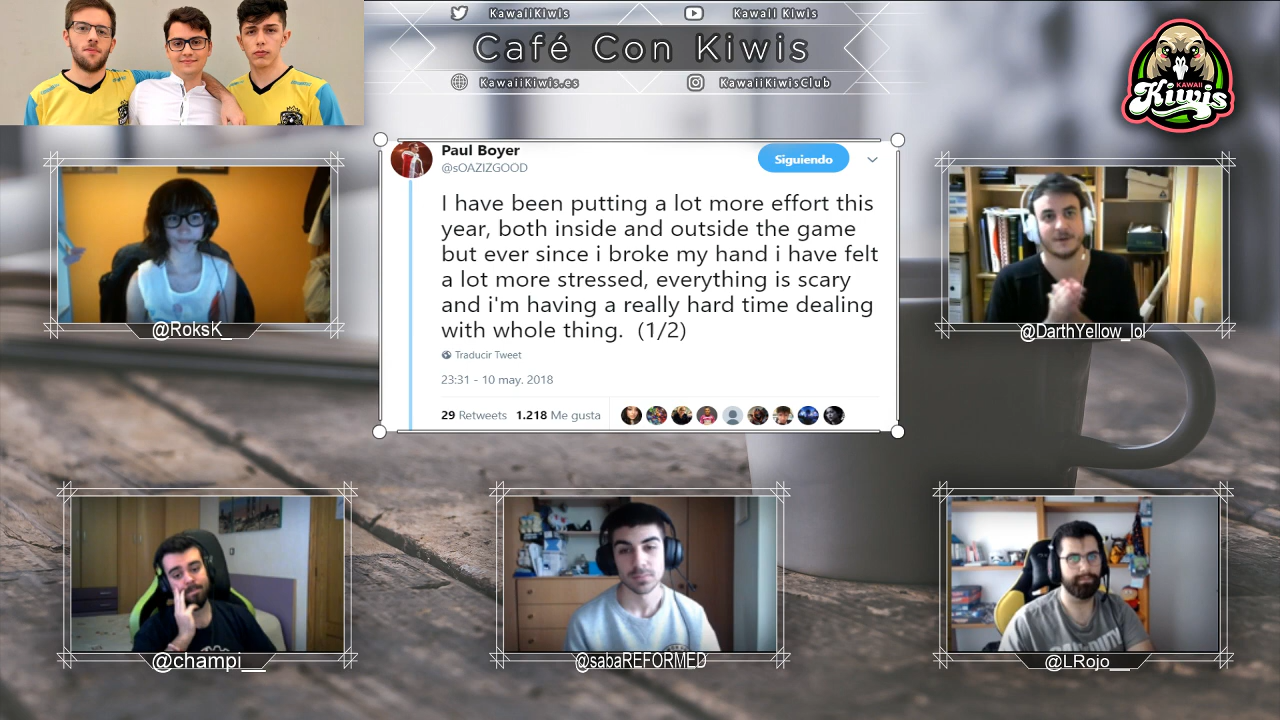 KawaiiKiwis
Kawaii Kiwis
Café Con Kiwis
KawaiiKiwis.es
KawaiiKiwisClub
KAWAII
Kiwis
Paul Boyer
@sOAZIZGOOD
Siguiendo
I have been putting a lot more effort this
year, both inside and outside the game
but ever since i broke my hand i have felt
a lot more stressed, everything is scary
and i'm having a really hard time dealing
with whole thing. (1/2)
Traducir Tweet
23:31 - 10 may. 2018
29 Retweets 1.218 Me gusta
@RoksK_
@DarthYellow_lol
@champi__
@sabaREFORMED
@LRojo__